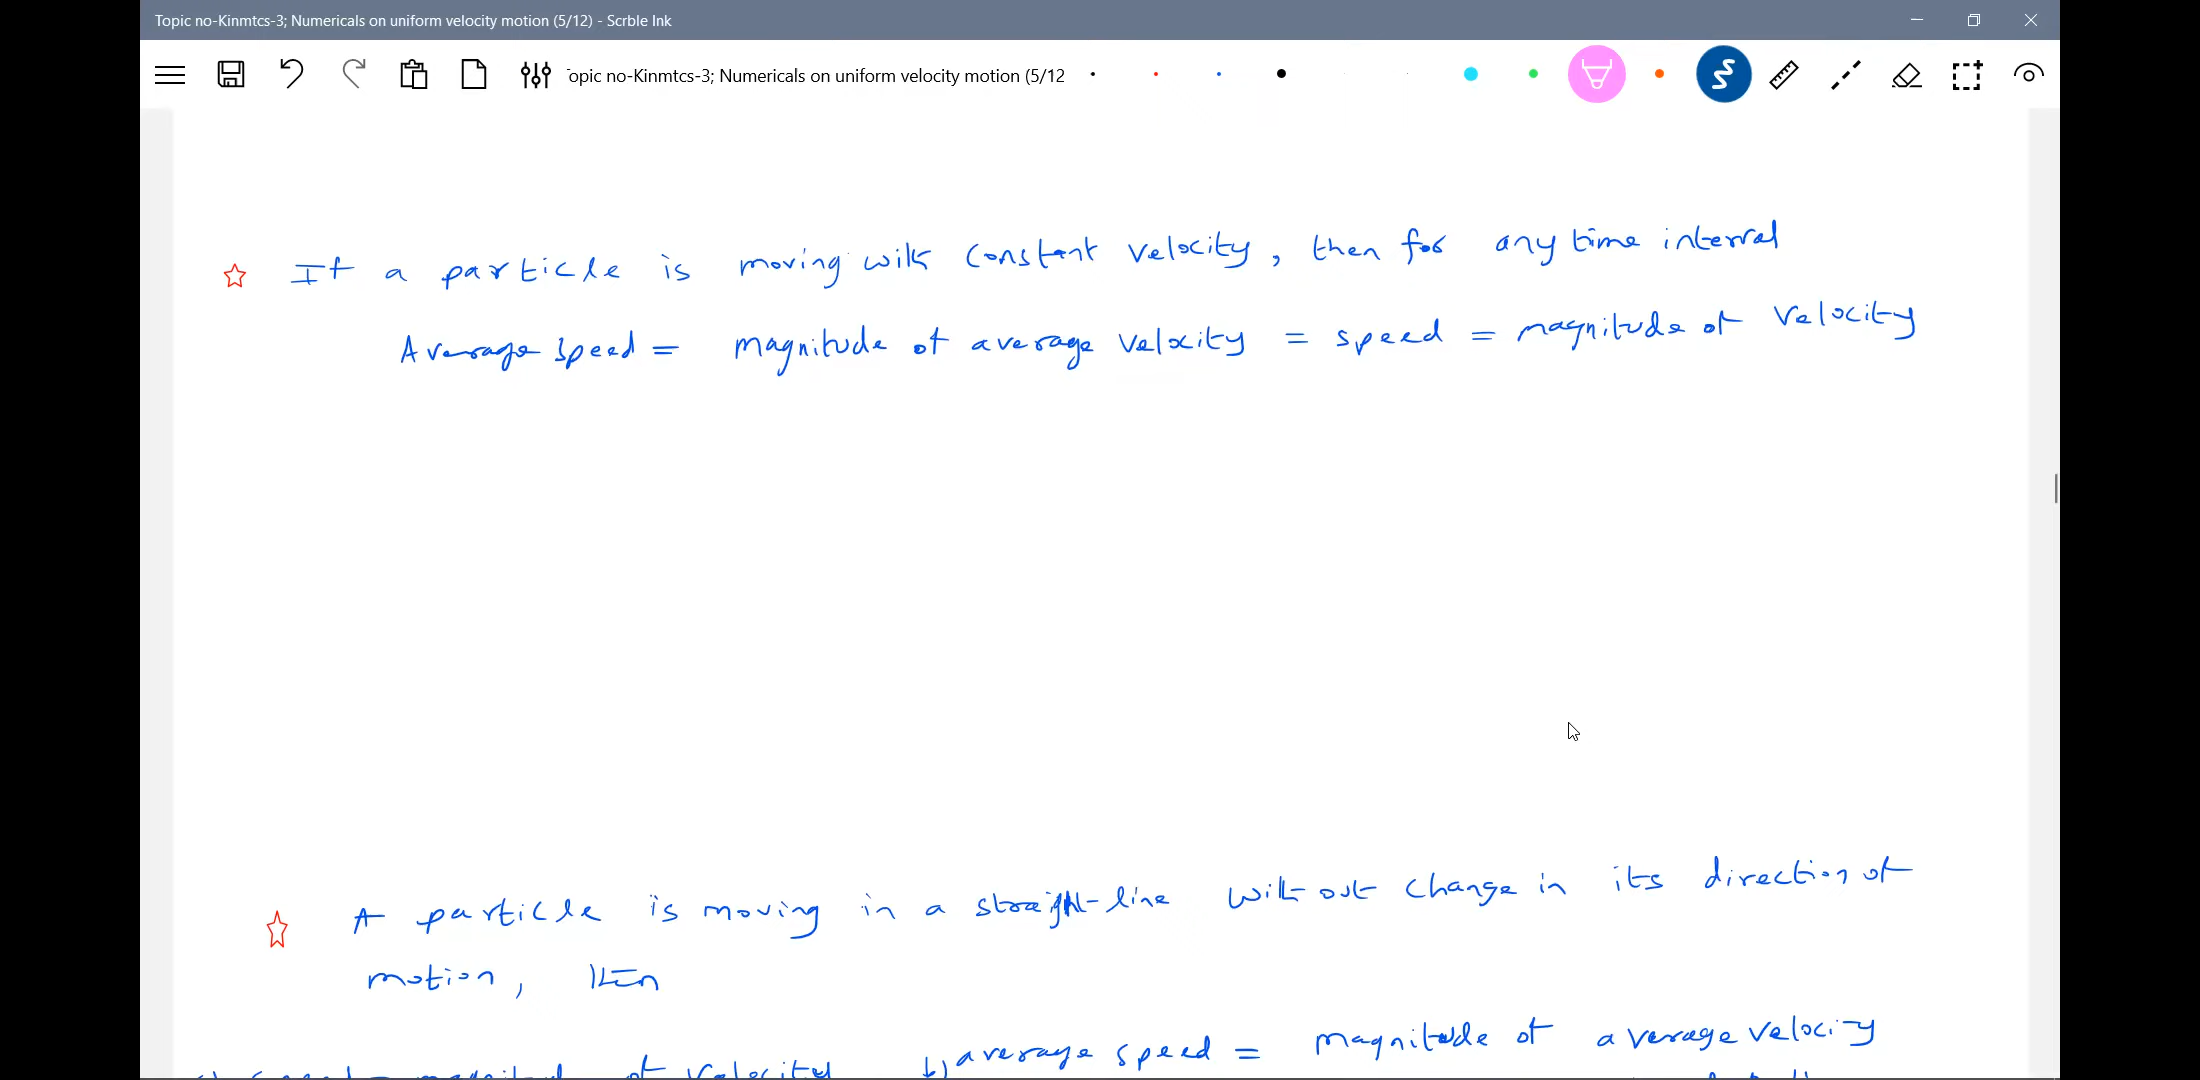 Topic no-Kinmtcs-3; Numericals on uniform velocity motion (5/12) - Scrble Ink
opic no-Kinmtcs-3; Numericals on uniform velocity motion (5/12
If a particle is moving with constant velocity, then for any time interval
Average speed = magnitude of average velocity = speed = magnitude of velocity
A particle is moving in a straight-line without change in its direction of
motion, then
b) average speed = magnitude of average velocity
magnitude of velocity